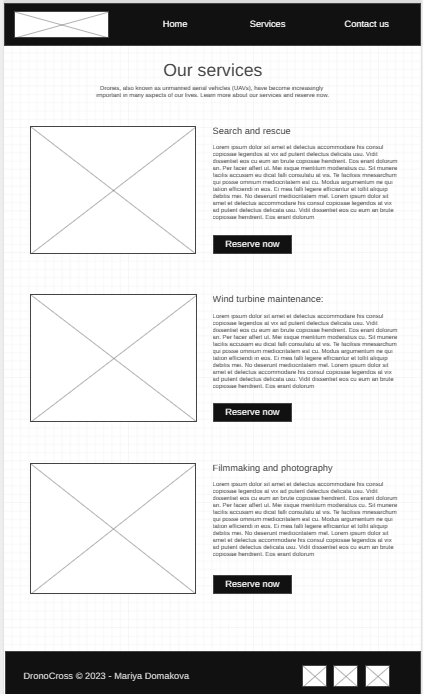 Home Services Contact us
Our services
Drones, also known as unmanned aerial vehicles (UAVs), have become increasingly
important in many aspects of our lives. Learn more about our services and reserve now.
Search and rescue
Lorem ipsum dolor sit amet et delectus accommodare his consul
copiosae legendos at vix ad putent delectus delicata usu. Vidit
dissentiet eos cu eum an brute copiosae hendrerit. Eos erant dolorum
an. Per facer affert ut. Mei iisque mentitum moderatius cu. Sit munere
facilis accusam eu dicat falli consulatu at vis. Te facilisis mnesarchum
qui posse omnium mediocritatem est cu. Modus argumentum ne qui
tation efficiendi in eos. Ei mea falli legere efficiantur et tollit aliquip
debitis mei. No deserunt mediocritatem mel. Lorem ipsum dolor sit
amet et delectus accommodare his consul copiosae legendos at vix
ad putent delectus delicata usu. Vidit dissentiet eos cu eum an brute
copiosae hendrerit. Eos erant dolorum
Reserve now
Wind turbine maintenance:
Lorem ipsum dolor sit amet et delectus accommodare his consul
copiosae legendos at vix ad putent delectus delicata usu. Vidit
dissentiet eos cu eum an brute copiosae hendrerit. Eos erant dolorum
an. Per facer affert ut. Mei iisque mentitum moderatius cu. Sit munere
facilis accusam eu dicat falli consulatu at vis. Te facilisis mnesarchum
qui posse omnium mediocritatem est cu. Modus argumentum ne qui
tation efficiendi in eos. Ei mea falli legere efficiantur et tollit aliquip
debitis mei. No deserunt mediocritatem mel. Lorem ipsum dolor sit
amet et delectus accommodare his consul copiosae legendos at vix
ad putent delectus delicata usu. Vidit dissentiet eos cu eum an brute
copiosae hendrerit. Eos erant dolorum
Reserve now
Filmmaking and photography
Lorem ipsum dolor sit amet et delectus accommodare his consul
copiosae legendos at vix ad putent delectus delicata usu. Vidit
dissentiet eos cu eum an brute copiosae hendrerit. Eos erant dolorum
an. Per facer affert ut. Mei iisque mentitum moderatius cu. Sit munere
facilis accusam eu dicat falli consulatu at vis. Te facilisis mnesarchum
qui posse omnium mediocritatem est cu. Modus argumentum ne qui
tation efficiendi in eos. Ei mea falli legere efficiantur et tollit aliquip
debitis mei. No deserunt mediocritatem mel. Lorem ipsum dolor sit
amet et delectus accommodare his consul copiosae legendos at vix
ad putent delectus delicata usu. Vidit dissentiet eos cu eum an brute
copiosae hendrerit. Eos erant dolorum
Reserve now
DronoCross © 2023 - Mariya Domakova